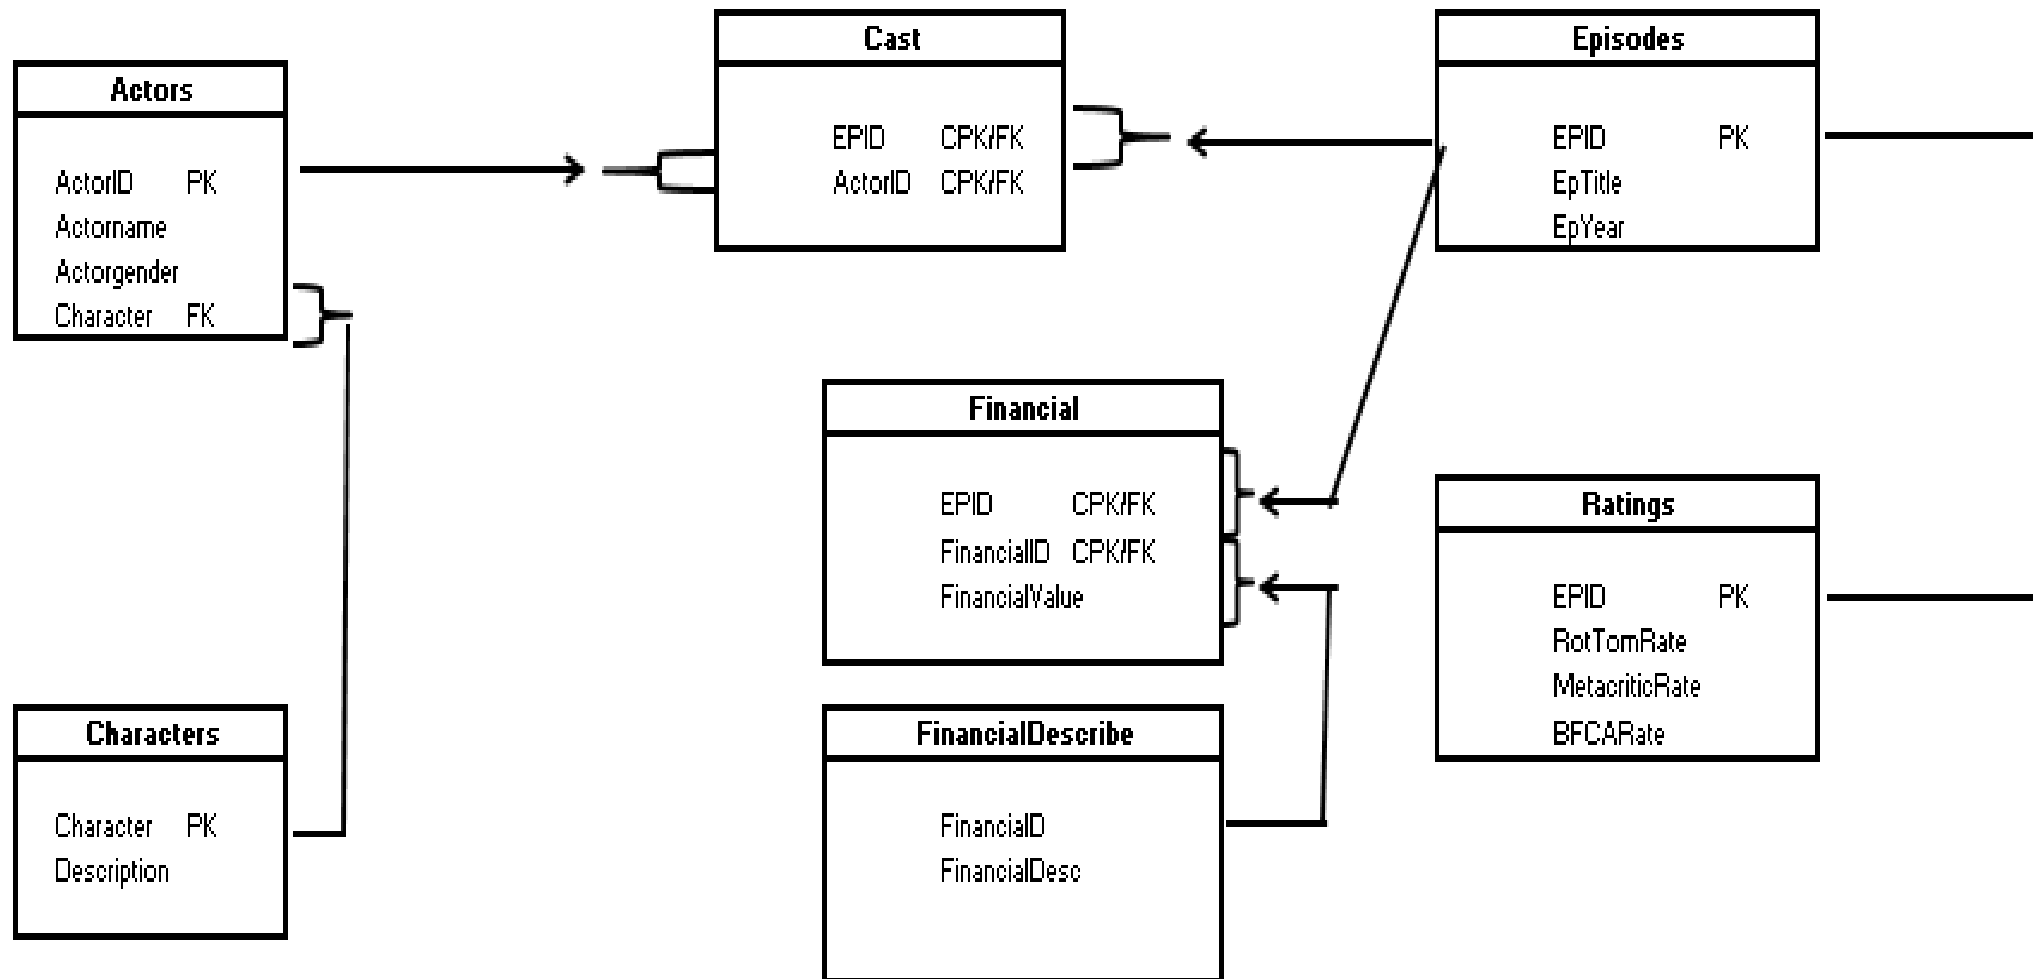 Actors
ActorID PK
Actorname
Actorgender
Character FK
Cast
EPID CPK/FK
ActorID CPK/FK
Episodes
EPID PK
EpTitle
EpYear
Financial
EPID CPK/FK
FinancialID CPK/FK
FinancialValue
Ratings
EPID PK
RotTomRate
MetacriticRate
BFCARate
Characters
Character PK
Description
FinancialDescribe
FinancialD
FinancialDesc